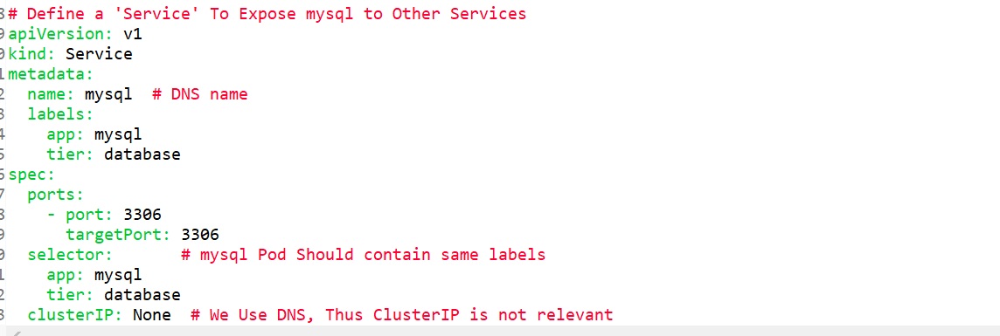 # Define a 'Service' To Expose mysql to Other Services
apiVersion: v1
kind: Service
metadata:
  name: mysql  # DNS name
  labels:
    app: mysql
    tier: database
spec:
  ports:
    - port: 3306
      targetPort: 3306
  selector:       # mysql Pod Should contain same labels
    app: mysql
    tier: database
  clusterIP: None  # We Use DNS, Thus ClusterIP is not relevant